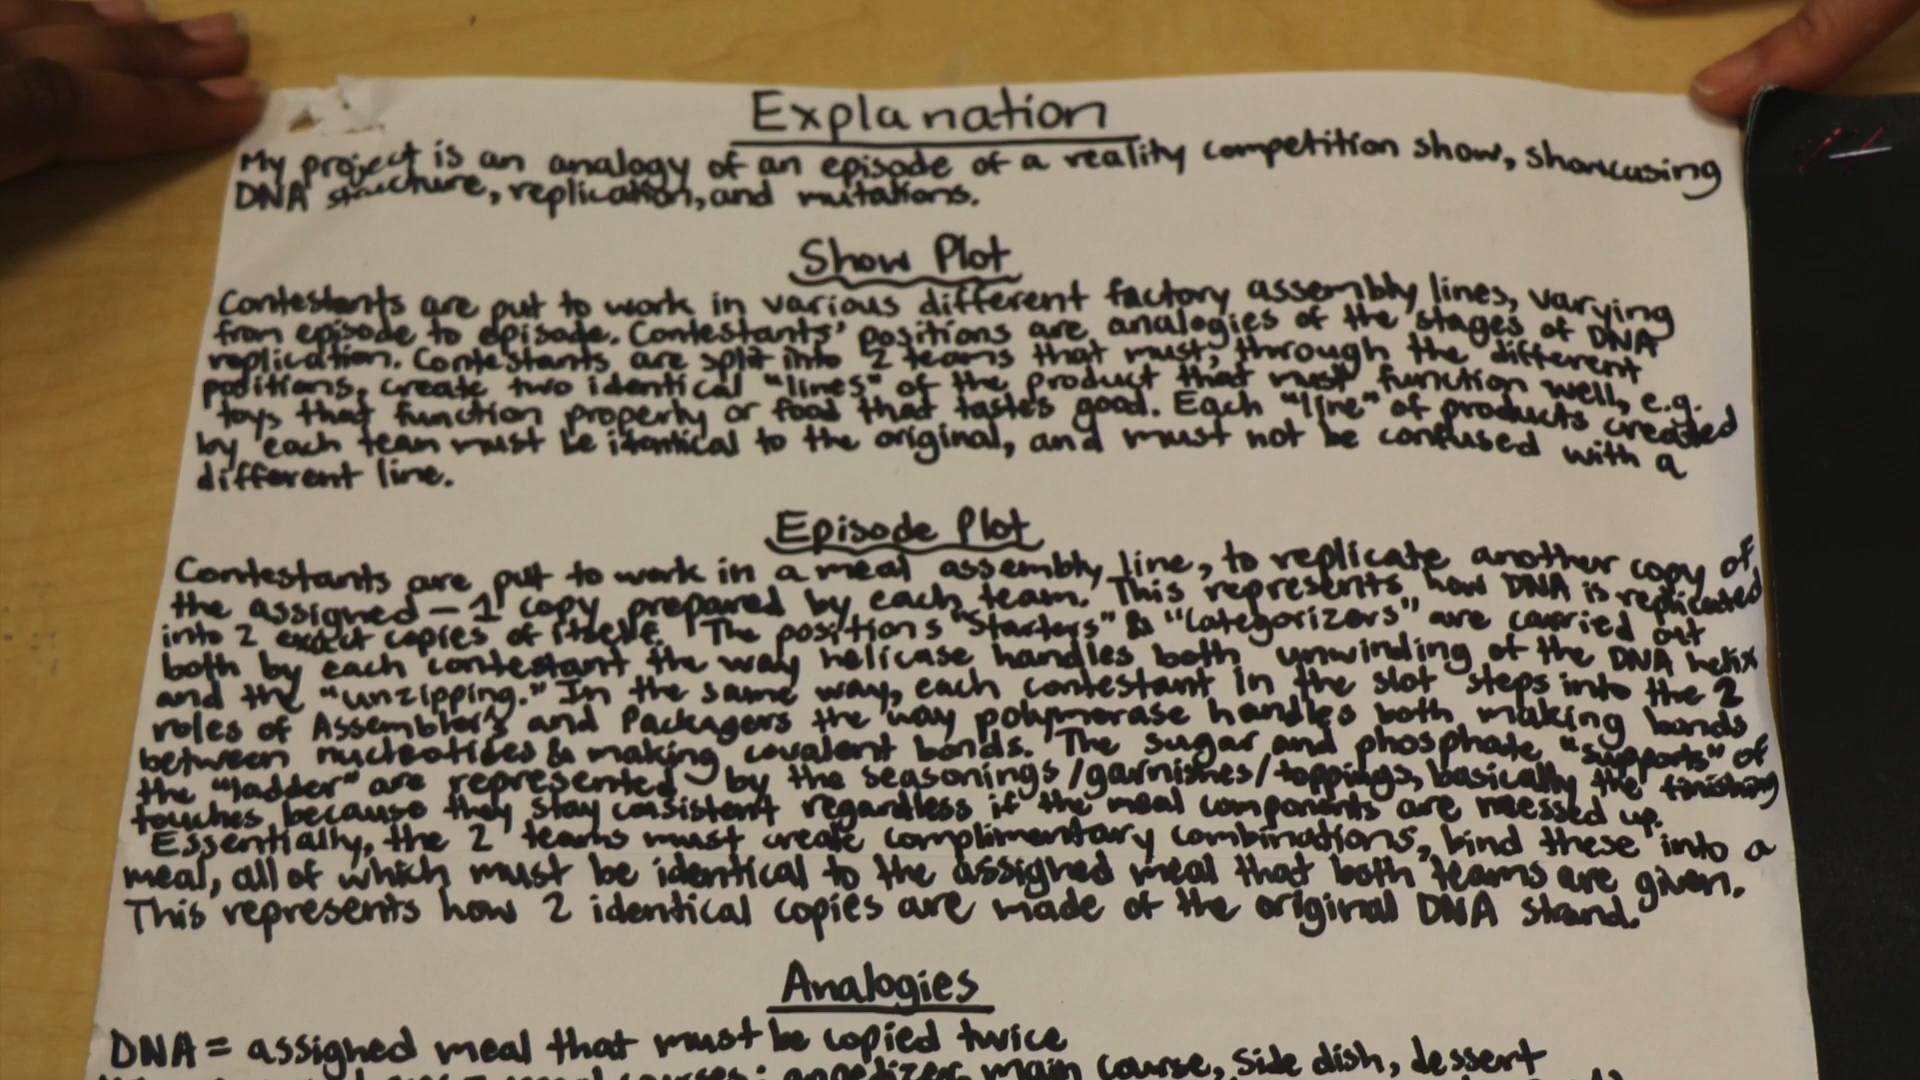 Explanation
My project is an analogy of an episode of a reality competition show, showcasing
DNA structure, replication, and mutations.
Show Plot
Contestants are put to work in various different factory assembly lines, varying
from episode to episode. Contestants' positions are analogies of the stages of DNA
replication. Contestants are split into 2 teams that must, through the different
positions, create two identical "lines" of the product that must function well, e.g.
toys that function property or food that tastes good. Each "line" of products created
by each team must be identical to the original, and must not be confused with a
different line.
Episode Plot
Contestants are put to work in a meal assembly line, to replicate another copy of
the assigned - 1 copy prepared by each team. This represents how DNA is replicated
into 2 exact copies of itself. The positions "Starters" & "Categorizers" are carried out
both by each contestant the way helicase handles both unwinding of the DNA helix
and the "unzipping." In the same way, each contestant in the slot steps into the 2
roles of Assemblers and Packagers the way polymerase handles both making bonds
between nucleotides & making covalent bonds. The sugar and phosphate "supports" of
the "ladder" are represented by the seasonings/garnishes/toppings, basically the finishing
touches because they stay consistent regardless if the meal components are messed up.
Essentially, the 2 teams must create complimentary combinations, bind these into a
meal, all of which must be identical to the assigned meal that both teams are given.
This represents how 2 identical copies are made of the original DNA strand.
Analogies
DNA = assigned meal that must be copied twice
courses: appetizer, main course, side dish, dessert